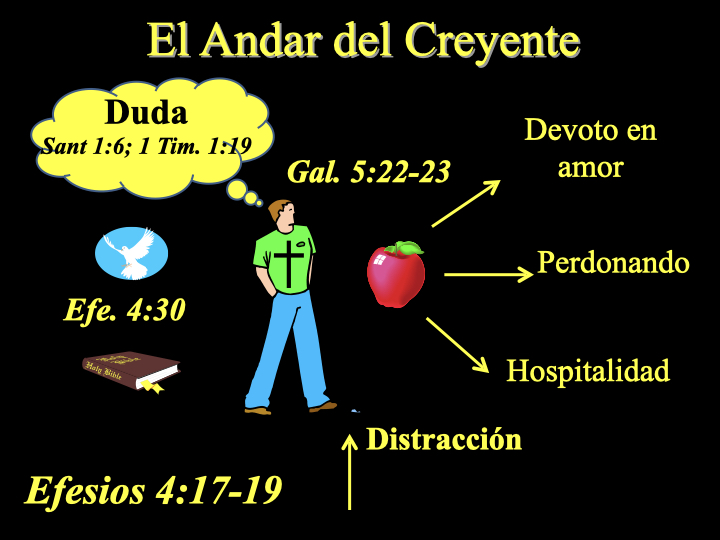 El Andar del Creyente
Duda
Sant 1:6; 1 Tim. 1:19
Gal. 5:22-23
Devoto en
amor
Perdonando
Efe. 4:30
Holy Bible
Hospitalidad
Distracción
Efesios 4:17-19